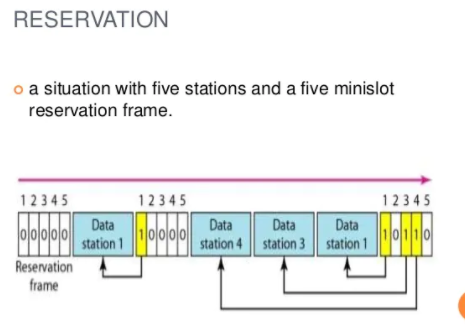 RESERVATION
a situation with five stations and a five minislot
reservation frame.
1 2 3 4 5
1 2 3 4 5
1 2 3 4 5
0 0 0 0 0
Data
station 1
1 0 0 0 0
Data
station 4
Data
station 3
Data
station 1
1 0 1 1 0
Reservation
frame